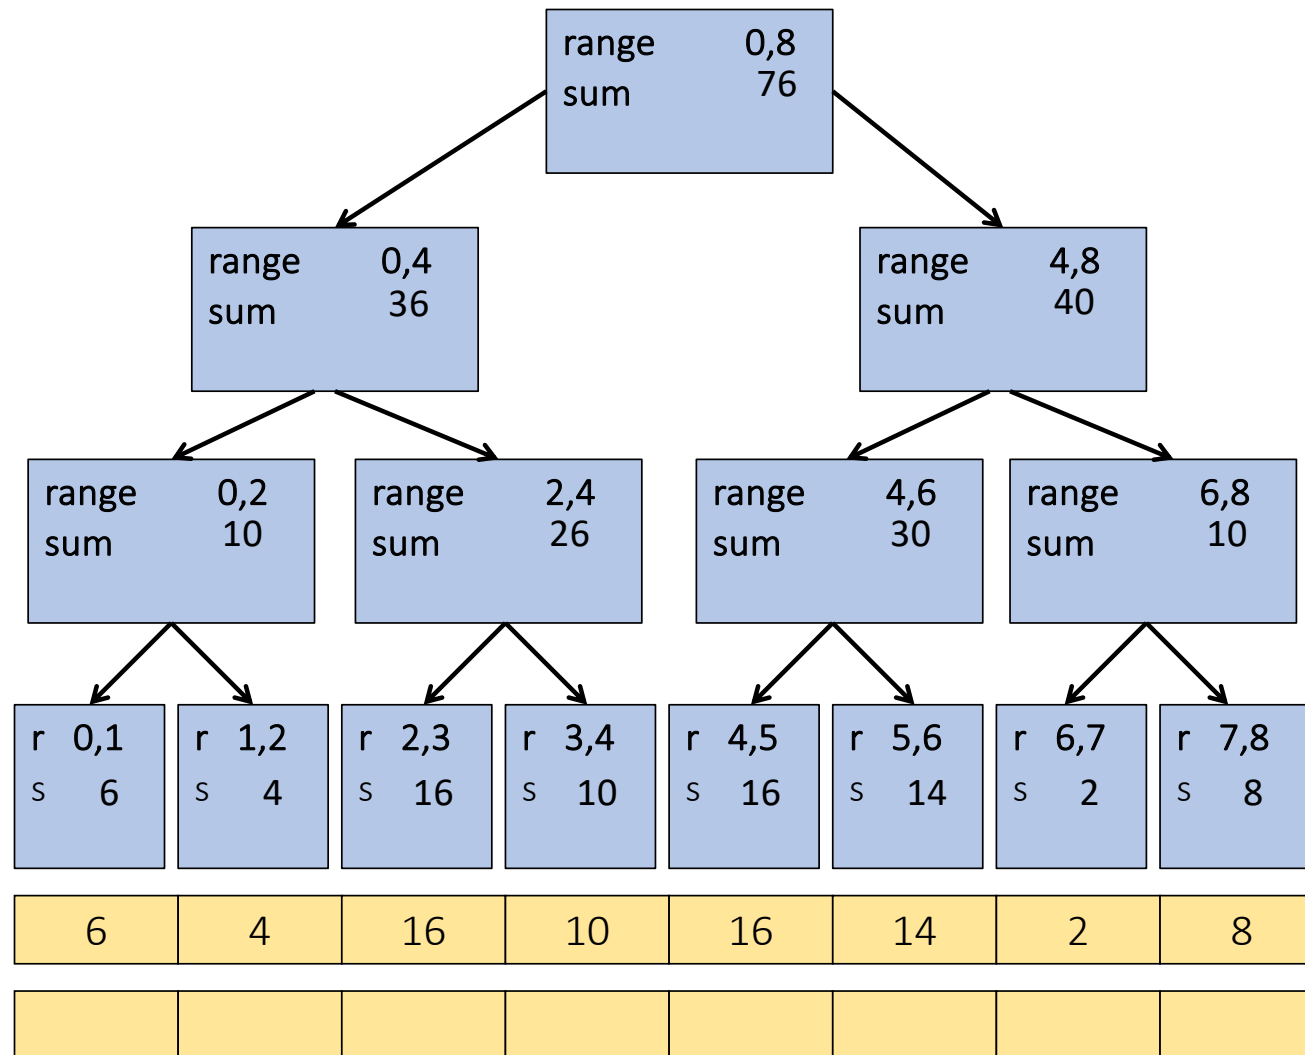 range 0,8
sum 76
range 0,4
sum 36
range 4,8
sum 40
range 0,2
sum 10
range 2,4
sum 26
range 4,6
sum 30
range 6,8
sum 10
r 0,1
s 6
r 1,2
s 4
r 2,3
s 16
r 3,4
s 10
r 4,5
s 16
r 5,6
s 14
r 6,7
s 2
r 7,8
s 8
6 4 16 10 16 14 2 8